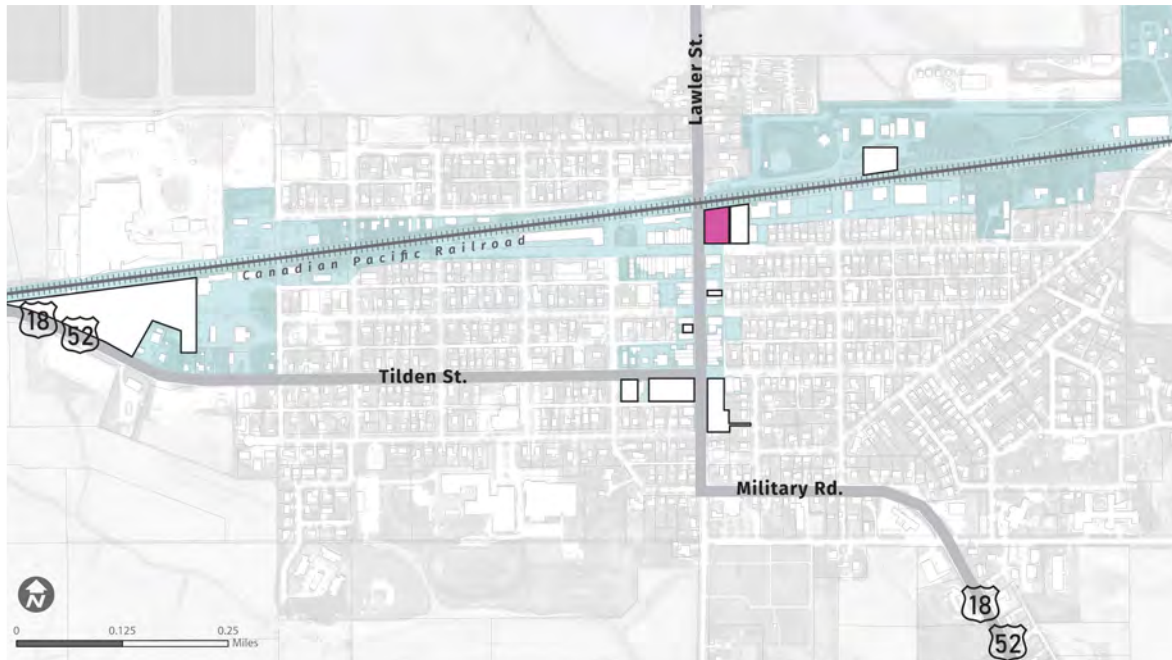 Lawler St.
Canadian Pacific Railroad
18
52
Tilden St.
Military Rd.
18
52
N
0
0.125
0.25
Miles